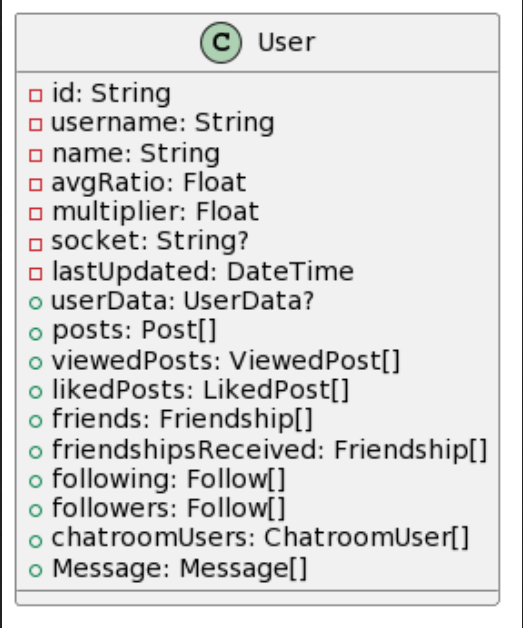 C User
id: String
username: String
name: String
avgRatio: Float
multiplier: Float
socket: String?
lastUpdated: DateTime
userData: UserData?
posts: Post[]
viewedPosts: ViewedPost[]
likedPosts: LikedPost[]
friends: Friendship[]
friendshipsReceived: Friendship[]
following: Follow[]
followers: Follow[]
chatroomUsers: ChatroomUser[]
Message: Message[]